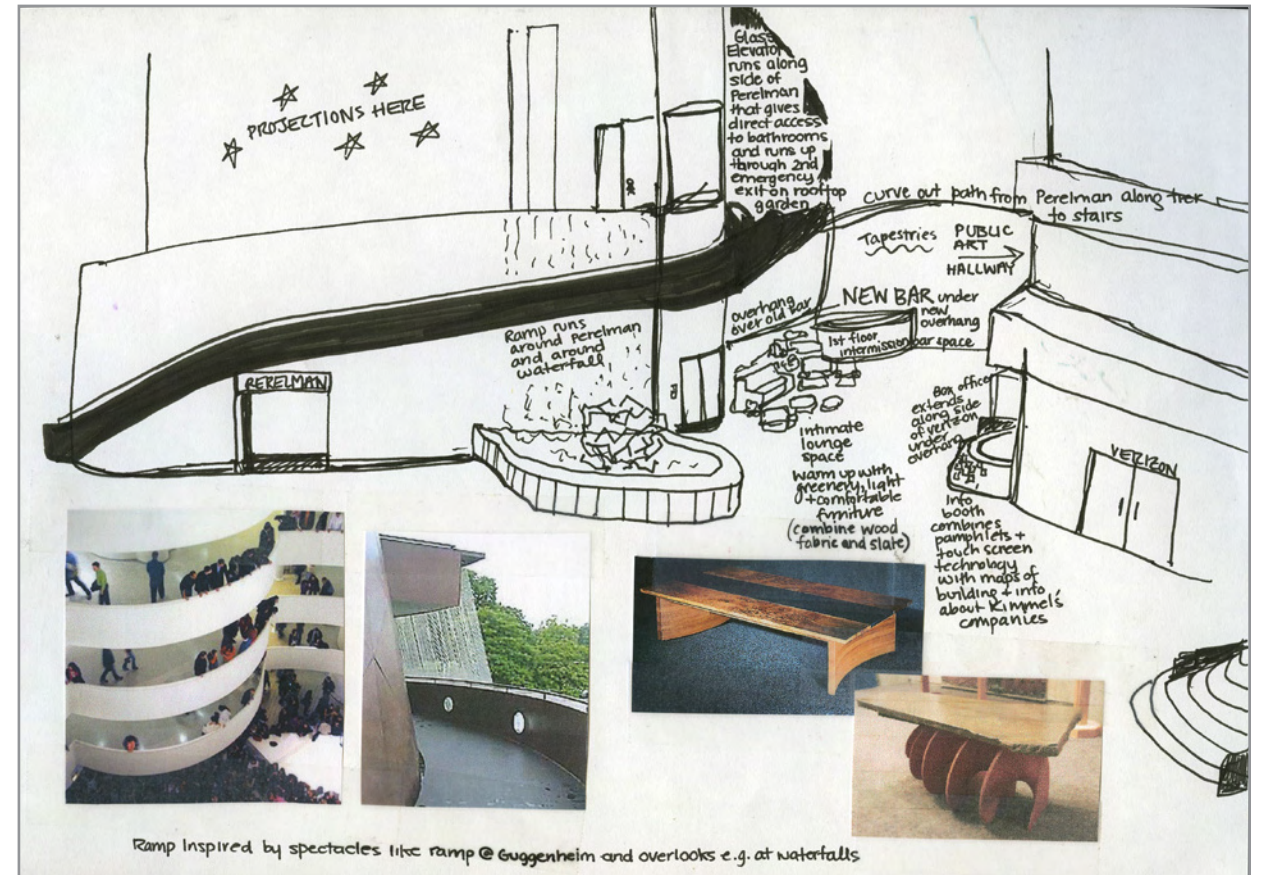 PROJECTIONS HERE
Glass
Elevator
runs along
side of
Perelman
that gives
direct access
to bathrooms
and runs up
through 2nd
emergency
exit on rooftop
garden
curve out path from Perelman along tier
to stairs
Tapestries
PUBLIC
ART
HALLWAY
overhang
over old bar
NEW BAR under
new
overhang
1st floor
intermission bar space
Ramp runs
around Perelman
and around
waterfall
PERELMAN
Intimate
lounge
space
warm up with
greenery, light
+ comfortable
furniture
(combine wood
fabric and slate)
Box office
extends
along side
of verizon
under
overhang
VERIZON
Info
booth
combines
pamphlets +
touch screen
technology
with maps of
building + info
about Kimmel's
companies
Ramp Inspired by spectacles like ramp @ Guggenheim and overlooks e.g. at waterfalls